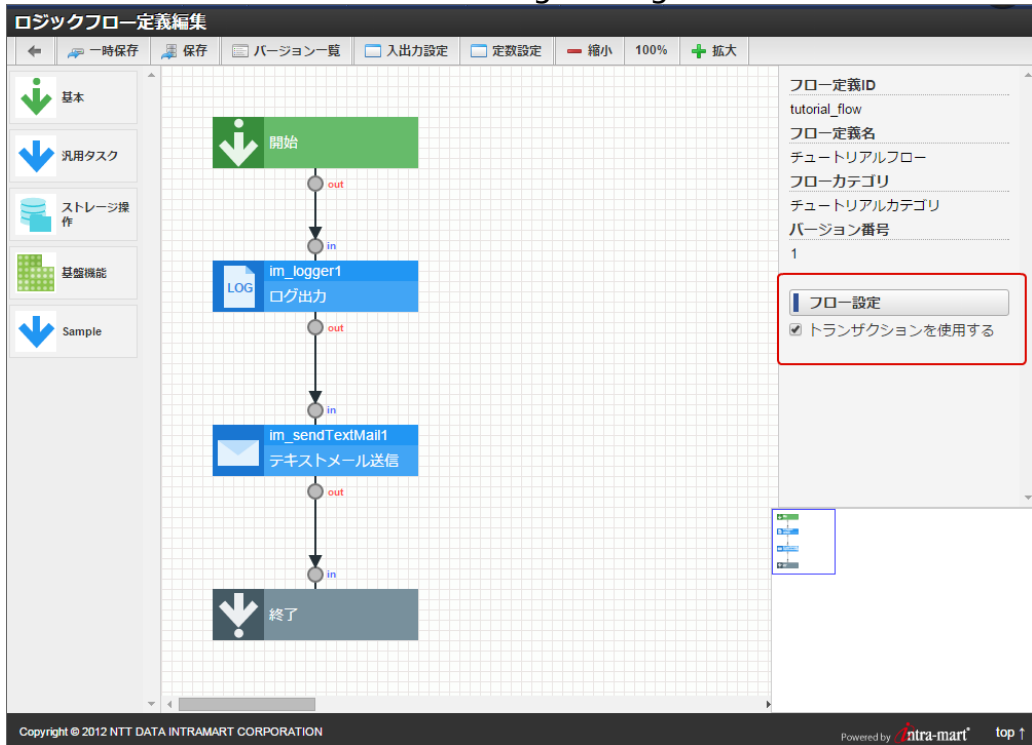 ロジックフロー定義編集
一時保存 保存 バージョン一覧 入出力設定 定数設定 縮小 100% 拡大
基本
汎用タスク
ストレージ操
作
基盤機能
Sample
開始
out
in
im_logger1
LOG
ログ出力
out
in
im_sendTextMail1
テキストメール送信
out
in
終了
フロー定義ID
tutorial_flow
フロー定義名
チュートリアルフロー
フローカテゴリ
チュートリアルカテゴリ
バージョン番号
1
フロー設定
トランザクションを使用する
Copyright © 2012 NTT DATA INTRAMART CORPORATION
Powered by intra-mart
top ↑